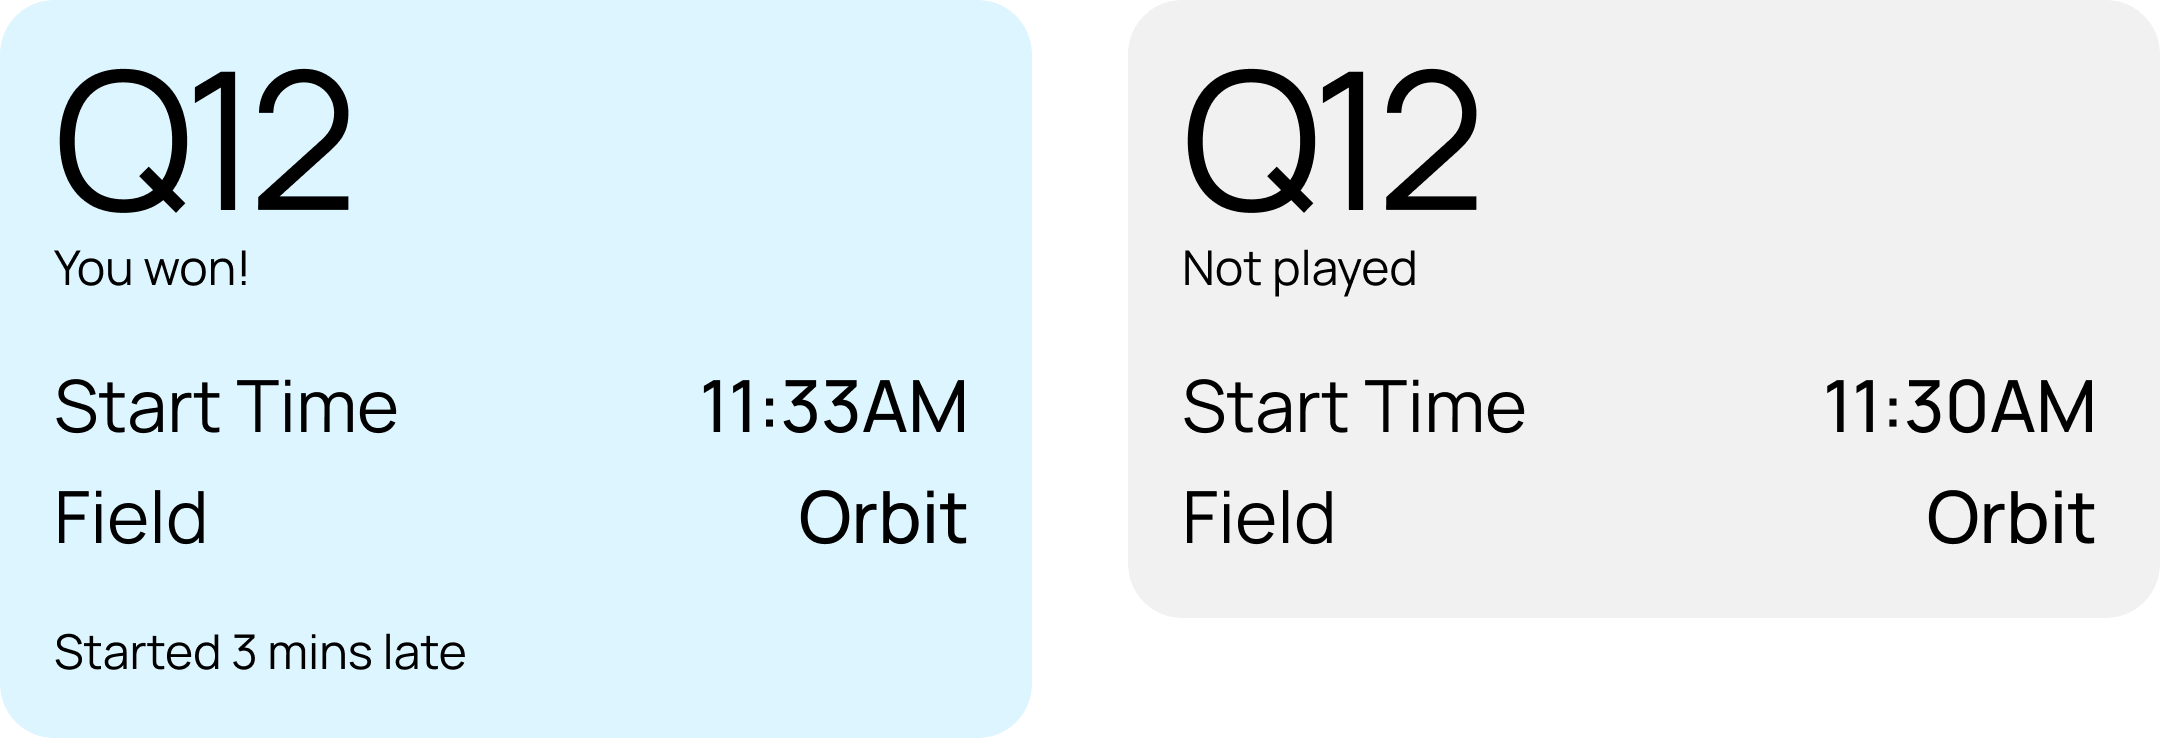 Q12
You won!
Start Time 11:33AM
Field Orbit
Started 3 mins late
Q12
Not played
Start Time 11:30AM
Field Orbit